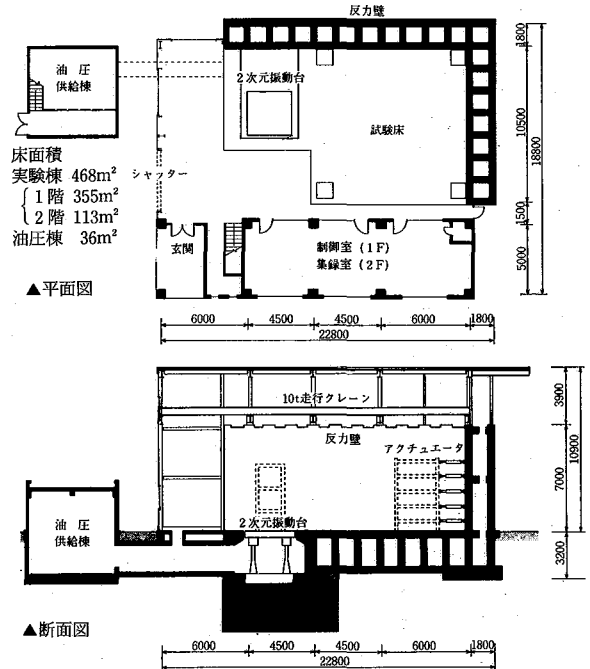 反力壁
油圧
供給棟
2次元振動台
試験床
1800
10500
18800
1500
5000
床面積
実験棟 468m²
1階 355m²
2階 113m²
油圧棟 36m²
シャッター
玄関
制御室(1F)
集録室(2F)
▲平面図
6000 4500 4500 6000 1800
22800
10t走行クレーン
反力壁
アクチュエータ
3900
10900
7000
3200
油圧
供給棟
2次元振動台
▲断面図
6000 4500 4500 6000 1800
22800